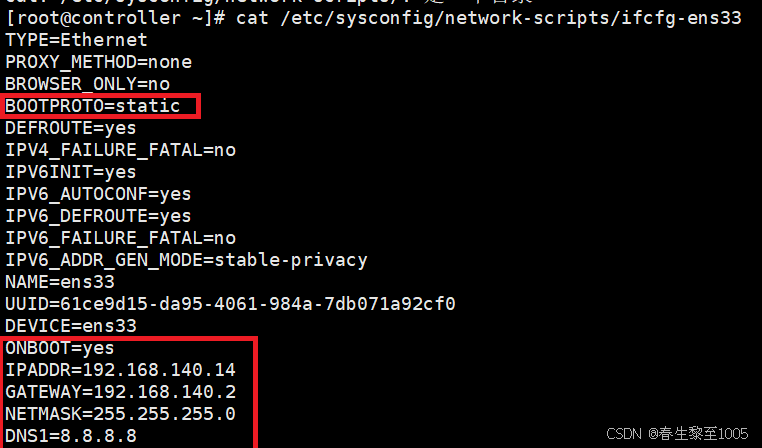 [root@controller ~]# cat /etc/sysconfig/network-scripts/ifcfg-ens33
TYPE=Ethernet
PROXY_METHOD=none
BROWSER_ONLY=no
BOOTPROTO=static
DEFROUTE=yes
IPV4_FAILURE_FATAL=no
IPV6INIT=yes
IPV6_AUTOCONF=yes
IPV6_DEFROUTE=yes
IPV6_FAILURE_FATAL=no
IPV6_ADDR_GEN_MODE=stable-privacy
NAME=ens33
UUID=61ce9d15-da95-4061-984a-7db071a92cf0
DEVICE=ens33
ONBOOT=yes
IPADDR=192.168.140.14
GATEWAY=192.168.140.2
NETMASK=255.255.255.0
DNS1=8.8.8.8
CSDN @春生黎至1005